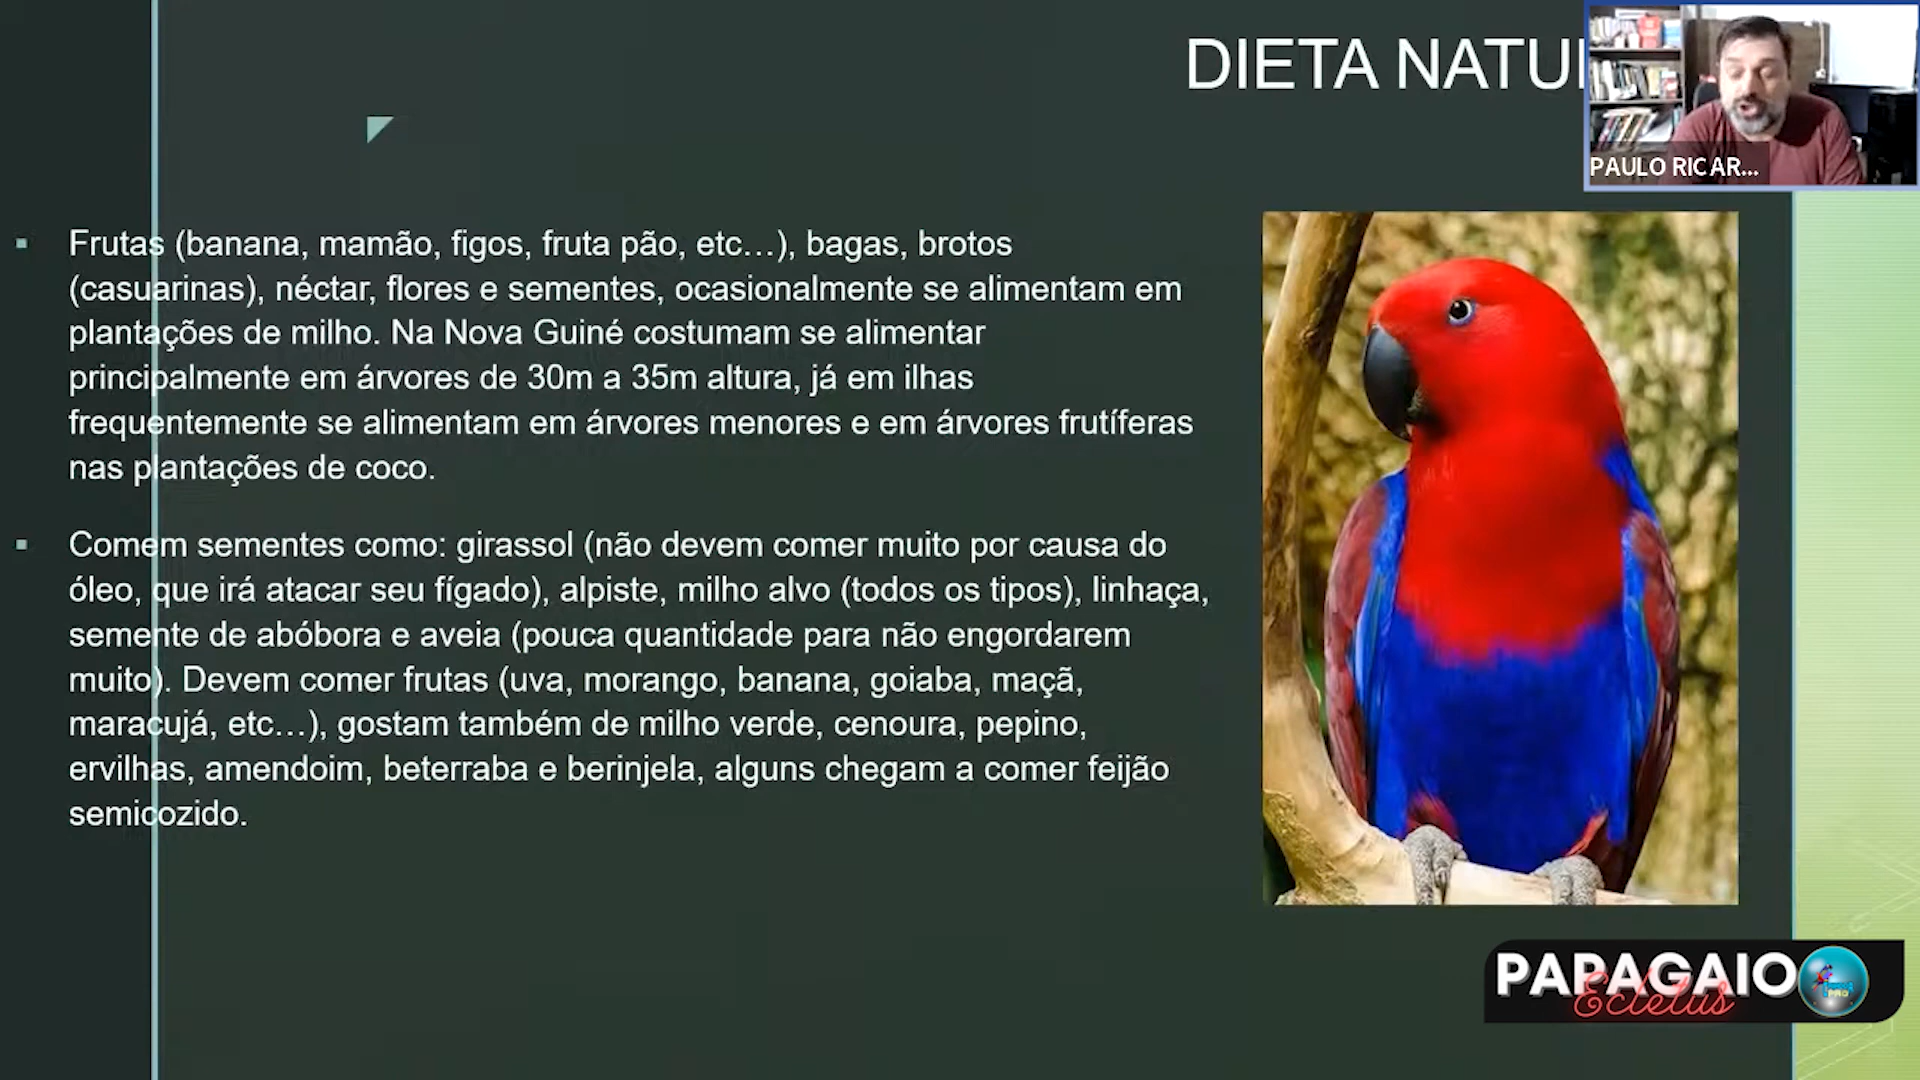 DIETA NATU
PAULO RICAR...
▪ Frutas (banana, mamão, figos, fruta pão, etc...), bagas, brotos
(casuarinas), néctar, flores e sementes, ocasionalmente se alimentam em
plantações de milho. Na Nova Guiné costumam se alimentar
principalmente em árvores de 30m a 35m altura, já em ilhas
frequentemente se alimentam em árvores menores e em árvores frutíferas
nas plantações de coco.
▪ Comem sementes como: girassol (não devem comer muito por causa do
óleo, que irá atacar seu fígado), alpiste, milho alvo (todos os tipos), linhaça,
semente de abóbora e aveia (pouca quantidade para não engordarem
muito). Devem comer frutas (uva, morango, banana, goiaba, maçã,
maracujá, etc...), gostam também de milho verde, cenoura, pepino,
ervilhas, amendoim, beterraba e berinjela, alguns chegam a comer feijão
semicozido.
PAPAGAIO
Ecletus